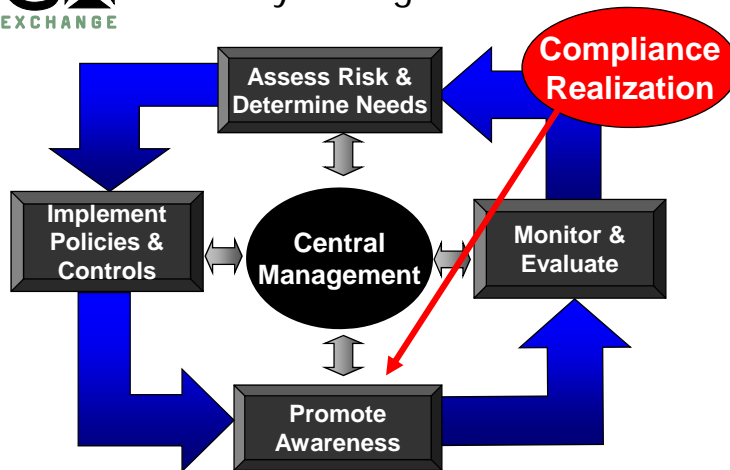 EXCHANGE
Compliance
Realization
Assess Risk &
Determine Needs
Implement
Policies &
Controls
Central
Management
Monitor &
Evaluate
Promote
Awareness